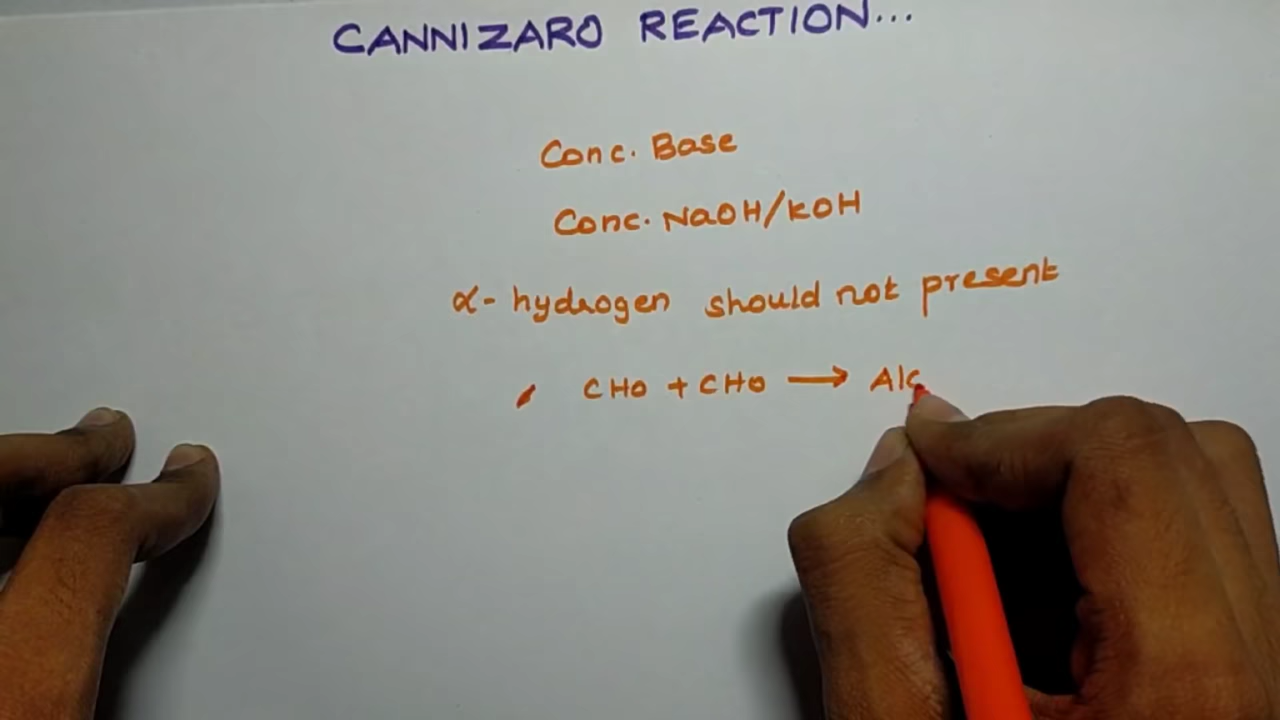 CANNIZARO REACTION...
Conc. Base
Conc. NaOH/KOH
α- hydrogen should not present
CHO + CHO → Alc